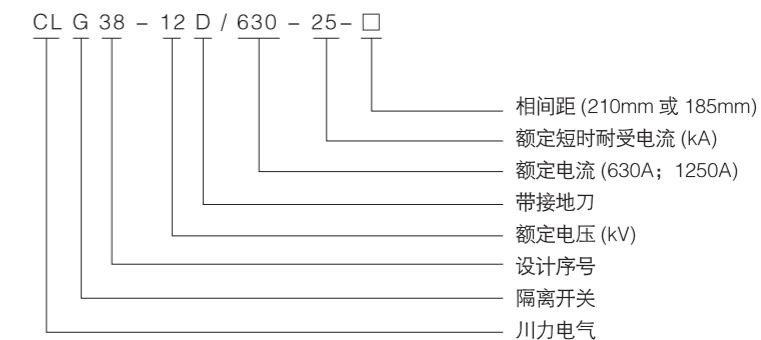 CL G 38 - 12 D / 630 - 25- □
相间距 (210mm 或 185mm)
额定短时耐受电流 (kA)
额定电流 (630A；1250A)
带接地刀
额定电压 (kV)
设计序号
隔离开关
川力电气